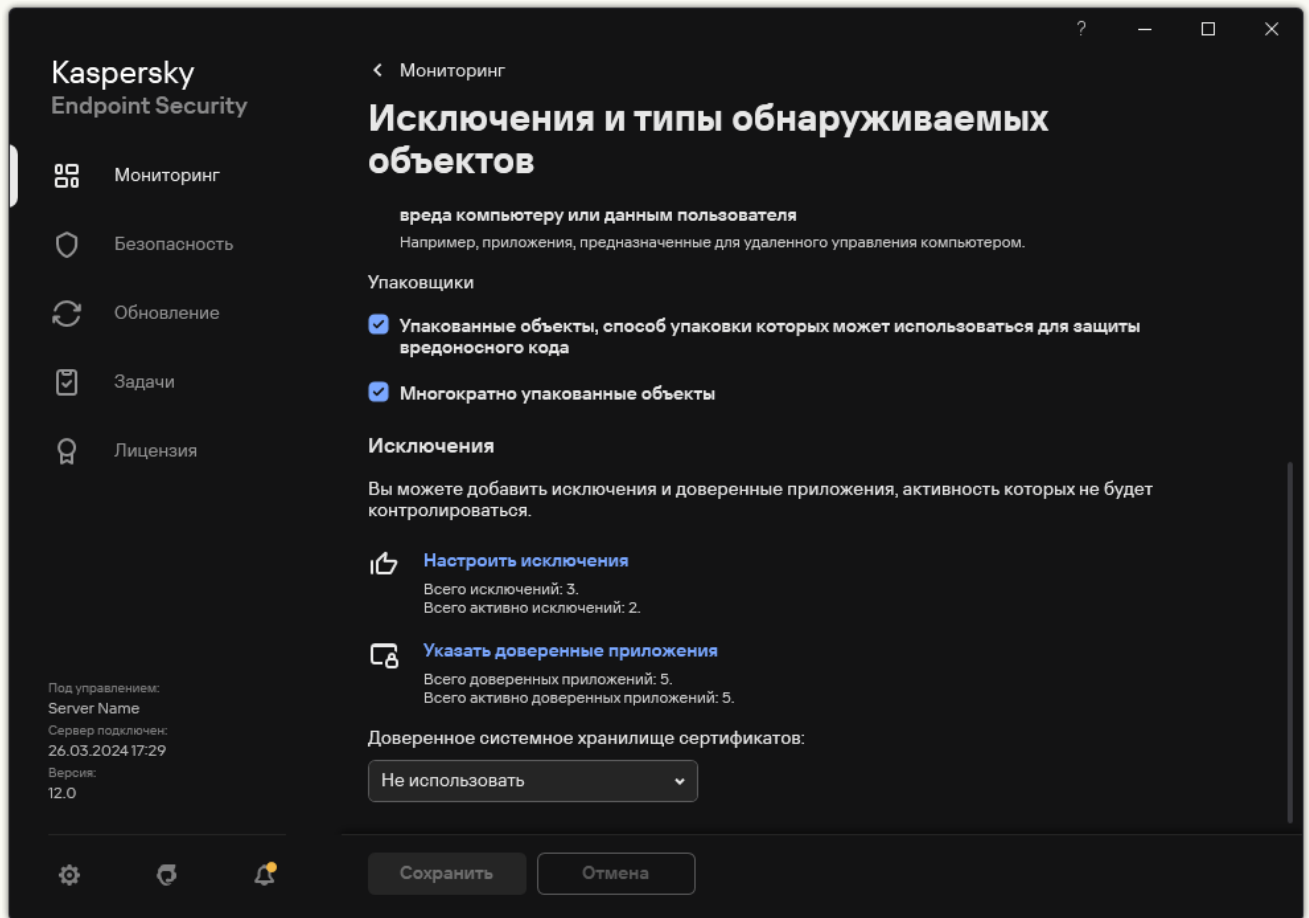 ?
Kaspersky
Endpoint Security
Мониторинг
Безопасность
Обновление
Задачи
Лицензия
Под управлением:
Server Name
Сервер подключен:
26.03.2024 17:29
Версия:
12.0
Мониторинг
Исключения и типы обнаруживаемых
объектов
вреда компьютеру или данным пользователя
Например, приложения, предназначенные для удаленного управления компьютером.
Упаковщики
Упакованные объекты, способ упаковки которых может использоваться для защиты
вредоносного кода
Многократно упакованные объекты
Исключения
Вы можете добавить исключения и доверенные приложения, активность которых не будет
контролироваться.
Настроить исключения
Всего исключений: 3.
Всего активно исключений: 2.
Указать доверенные приложения
Всего доверенных приложений: 5.
Всего активно доверенных приложений: 5.
Доверенное системное хранилище сертификатов:
Не использовать
Сохранить
Отмена